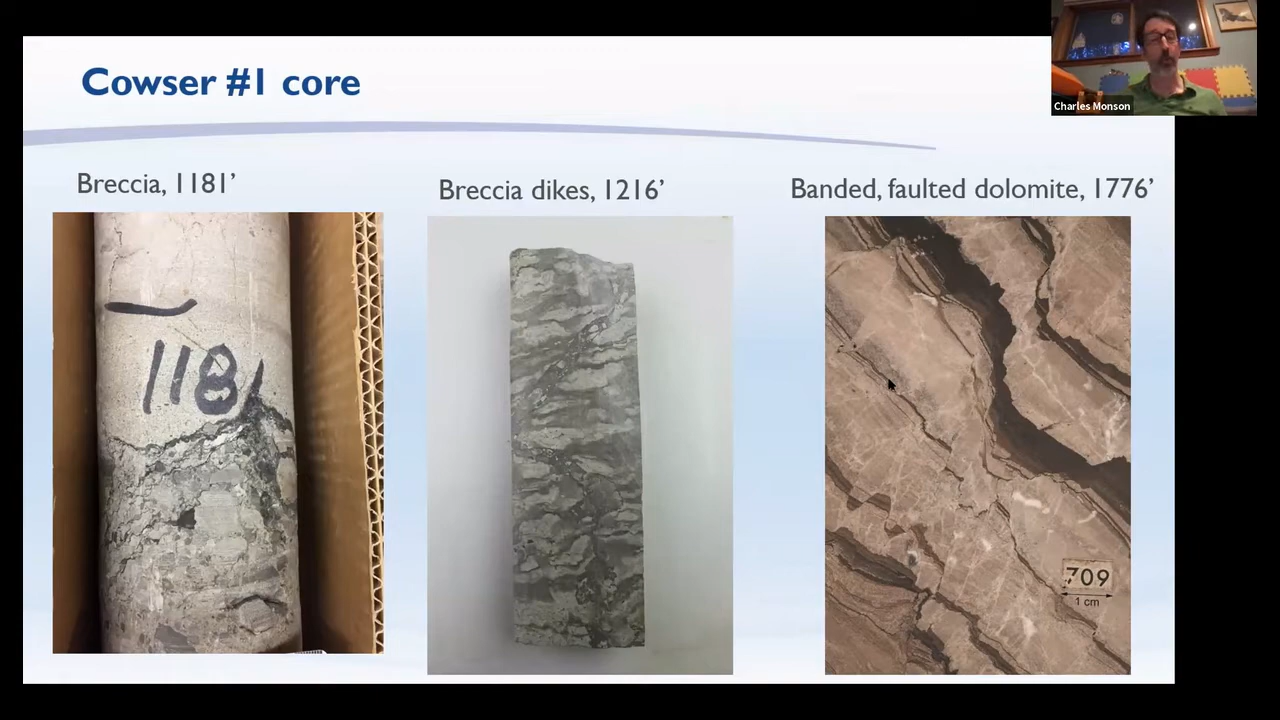 Cowser #1 core
Charles Monson
Breccia, 1181’
Breccia dikes, 1216’
Banded, faulted dolomite, 1776’
1181
709
1 cm